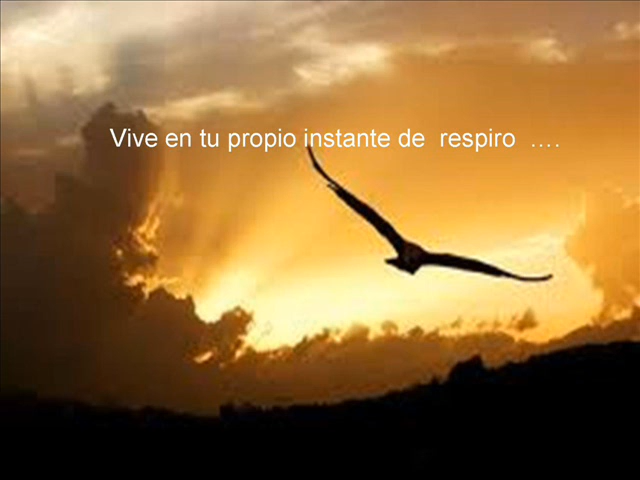 Vive en tu propio instante de  respiro  ....